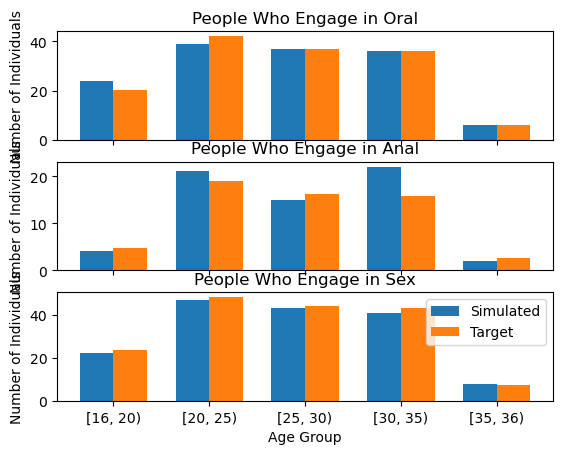 People Who Engage in Oral
Number of Individuals
40
20
0
People Who Engage in Anal
Number of Individuals
20
10
0
People Who Engage in Sex
Number of Individuals
40
20
0
Simulated
Target
[16, 20)
[20, 25)
[25, 30)
[30, 35)
[35, 36)
Age Group